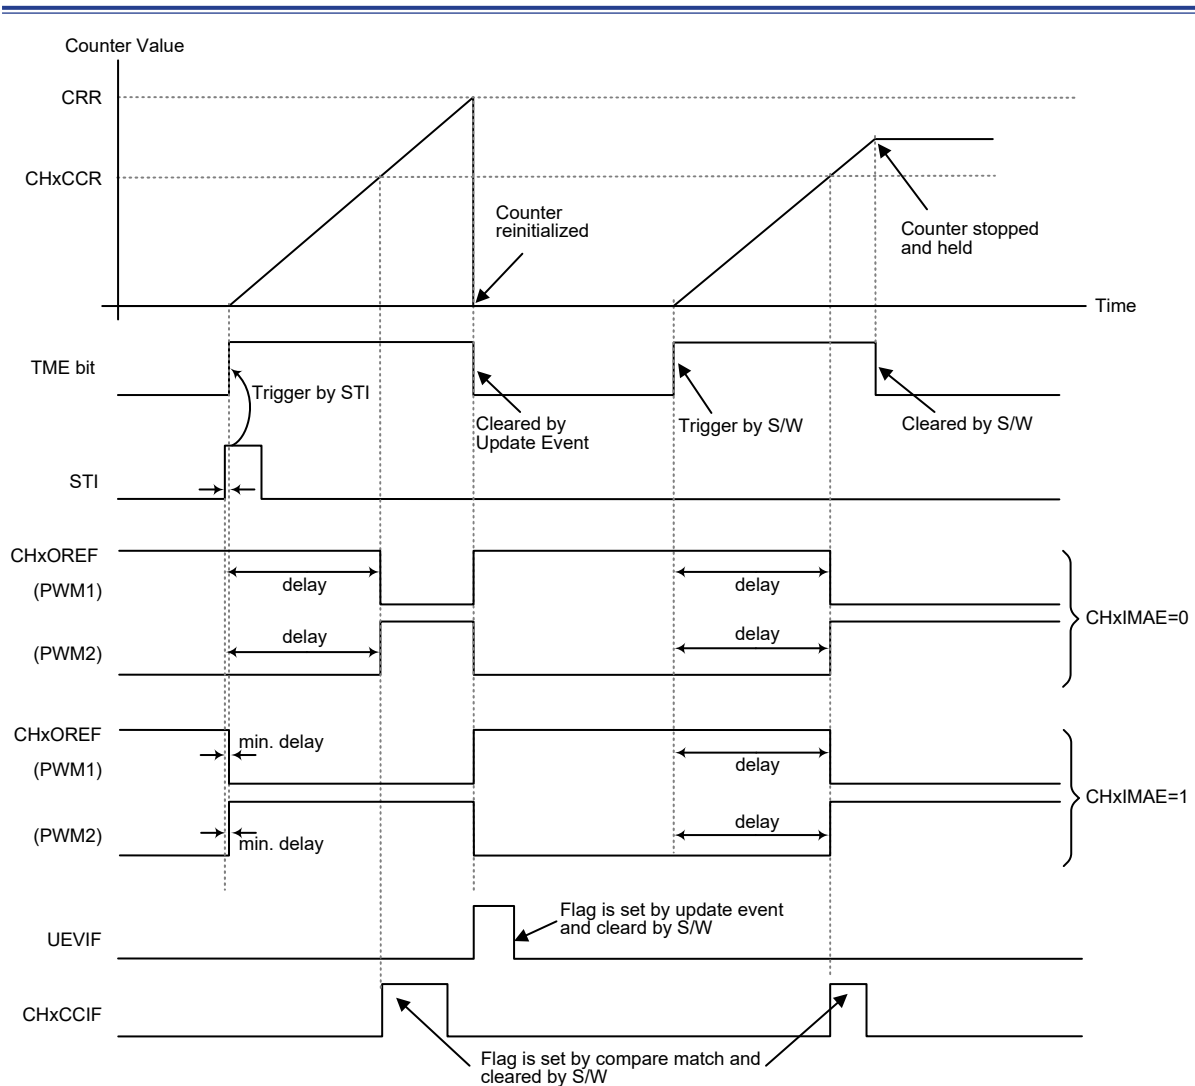 Counter Value
CRR
CHxCCR
Counter
reinitialized
Counter stopped
and held
Time
TME bit
Trigger by STI
Cleared by
Update Event
Trigger by S/W
Cleared by S/W
STI
CHxOREF
(PWM1)
delay
delay
(PWM2)
delay
delay
CHxIMAE=0
CHxOREF
(PWM1)
min. delay
delay
(PWM2)
min. delay
delay
CHxIMAE=1
UEVIF
Flag is set by update event
and cleard by S/W
CHxCCIF
Flag is set by compare match and
cleared by S/W